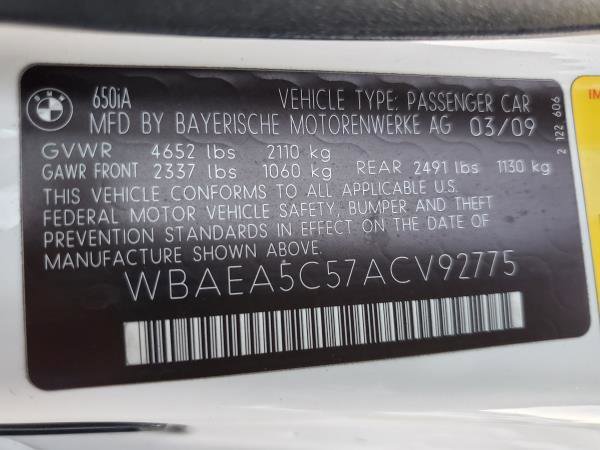 BMW
650iA
VEHICLE TYPE: PASSENGER CAR
MFD BY BAYERISCHE MOTORENWERKE AG 03/09
GVWR 4652 lbs 2110 kg
GAWR FRONT 2337 lbs 1060 kg REAR 2491 lbs 1130 kg
THIS VEHICLE CONFORMS TO ALL APPLICABLE U.S.
FEDERAL MOTOR VEHICLE SAFETY, BUMPER AND THEFT
PREVENTION STANDARDS IN EFFECT ON THE DATE OF
MANUFACTURE SHOWN ABOVE.
WBAEA5C57ACV92775
2 122 606
IM